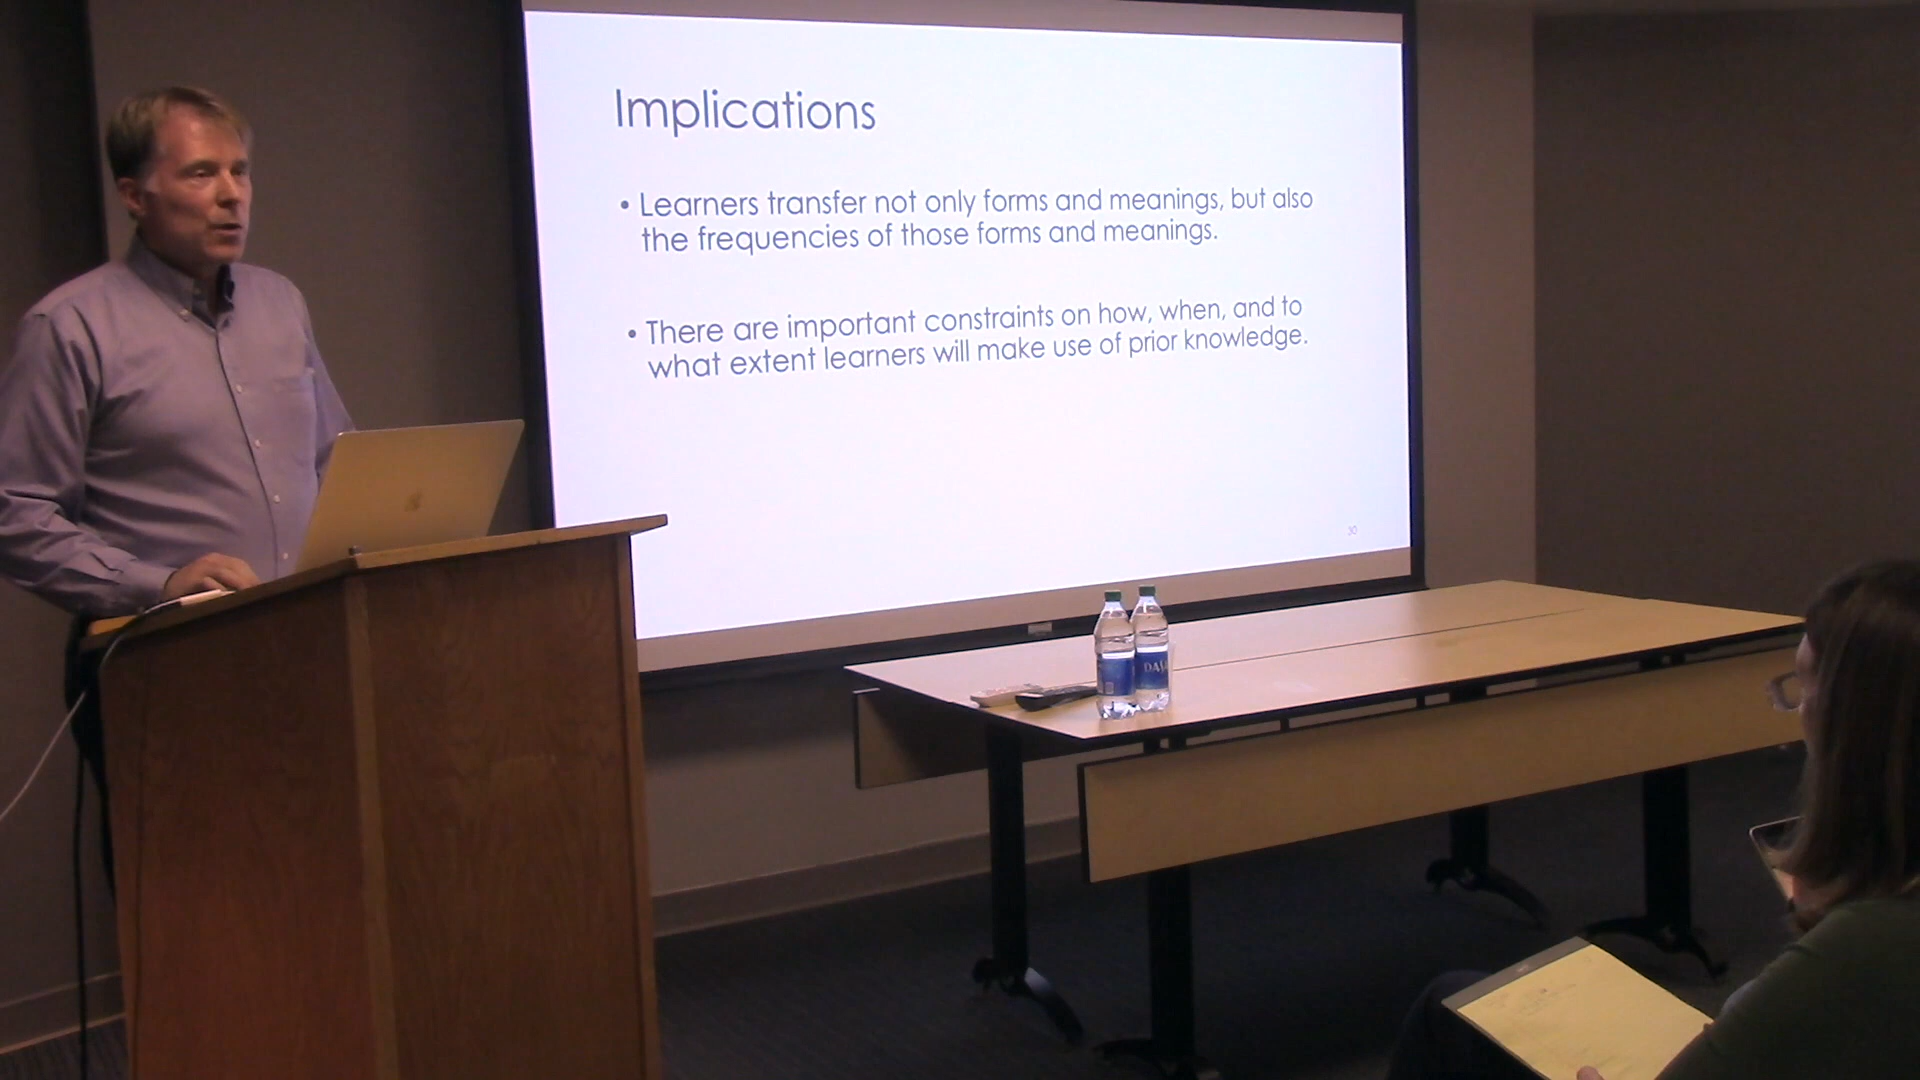 Implications
• Learners transfer not only forms and meanings, but also
the frequencies of those forms and meanings.
• There are important constraints on how, when, and to
what extent learners will make use of prior knowledge.
30